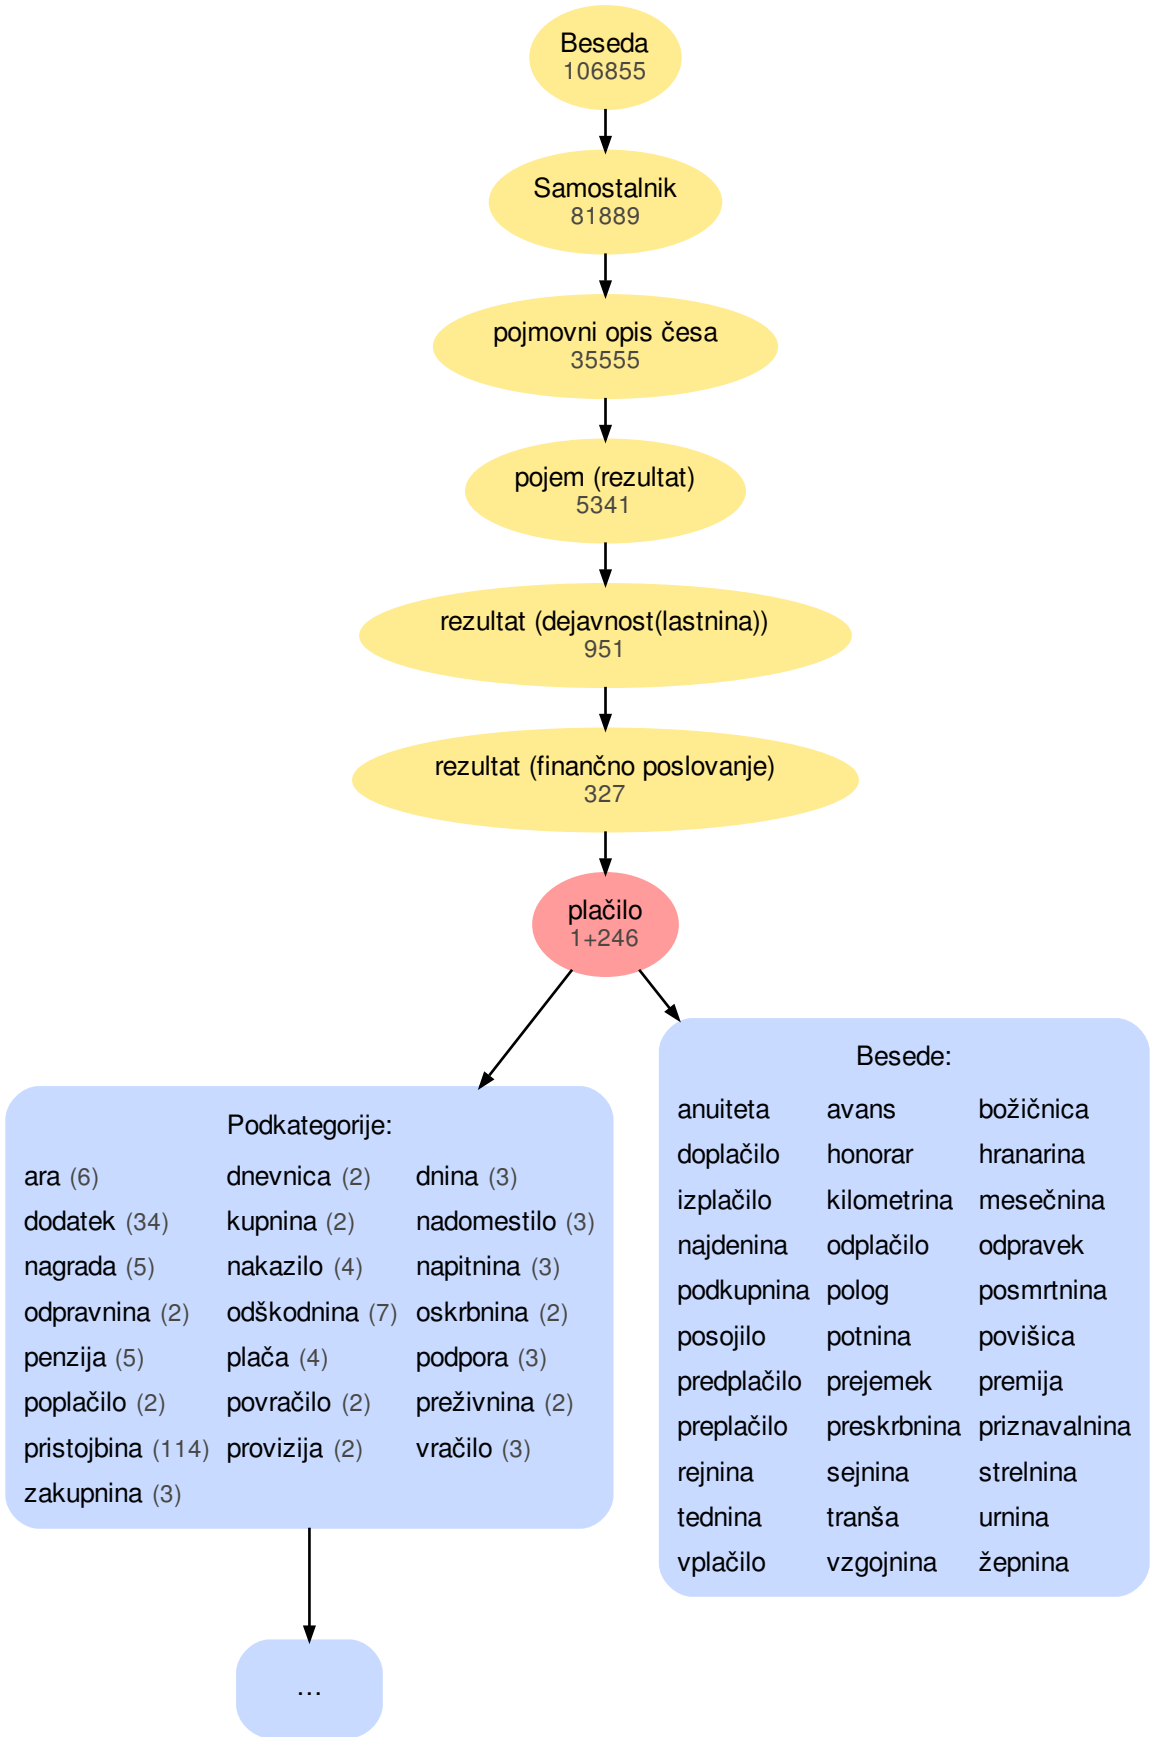 Beseda
106855
Samostalnik
81889
pojmovni opis česa
35555
pojem (rezultat)
5341
rezultat (dejavnost(lastnina))
951
rezultat (finančno poslovanje)
327
plačilo
1+246
Podkategorije:
ara (6) dnevnica (2) dnina (3)
dodatek (34) kupnina (2) nadomestilo (3)
nagrada (5) nakazilo (4) napitnina (3)
odpravnina (2) odškodnina (7) oskrbnina (2)
penzija (5) plača (4) podpora (3)
poplačilo (2) povračilo (2) preživnina (2)
pristojbina (114) provizija (2) vračilo (3)
zakupnina (3)
Besede:
anuiteta avans božičnica
doplačilo honorar hranarina
izplačilo kilometrina mesečnina
najdenina odplačilo odpravek
podkupnina polog posmrtnina
posojilo potnina povišica
predplačilo prejemek premija
preplačilo preskrbnina priznavalnina
rejnina sejnina strelnina
tednina tranša urnina
vplačilo vzgojnina žepnina
...